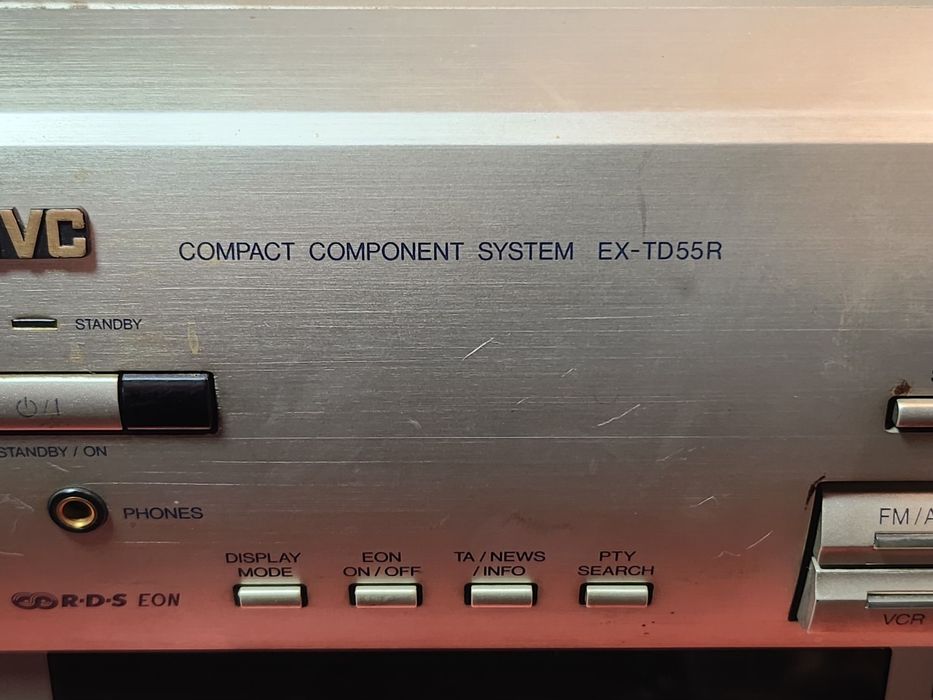 VC
COMPACT COMPONENT SYSTEM EX-TD55R
STANDBY
STANDBY / ON
PHONES
DISPLAY
MODE
EON
ON / OFF
TA / NEWS
/ INFO
PTY
SEARCH
R·D·S EON
FM / A
VCR